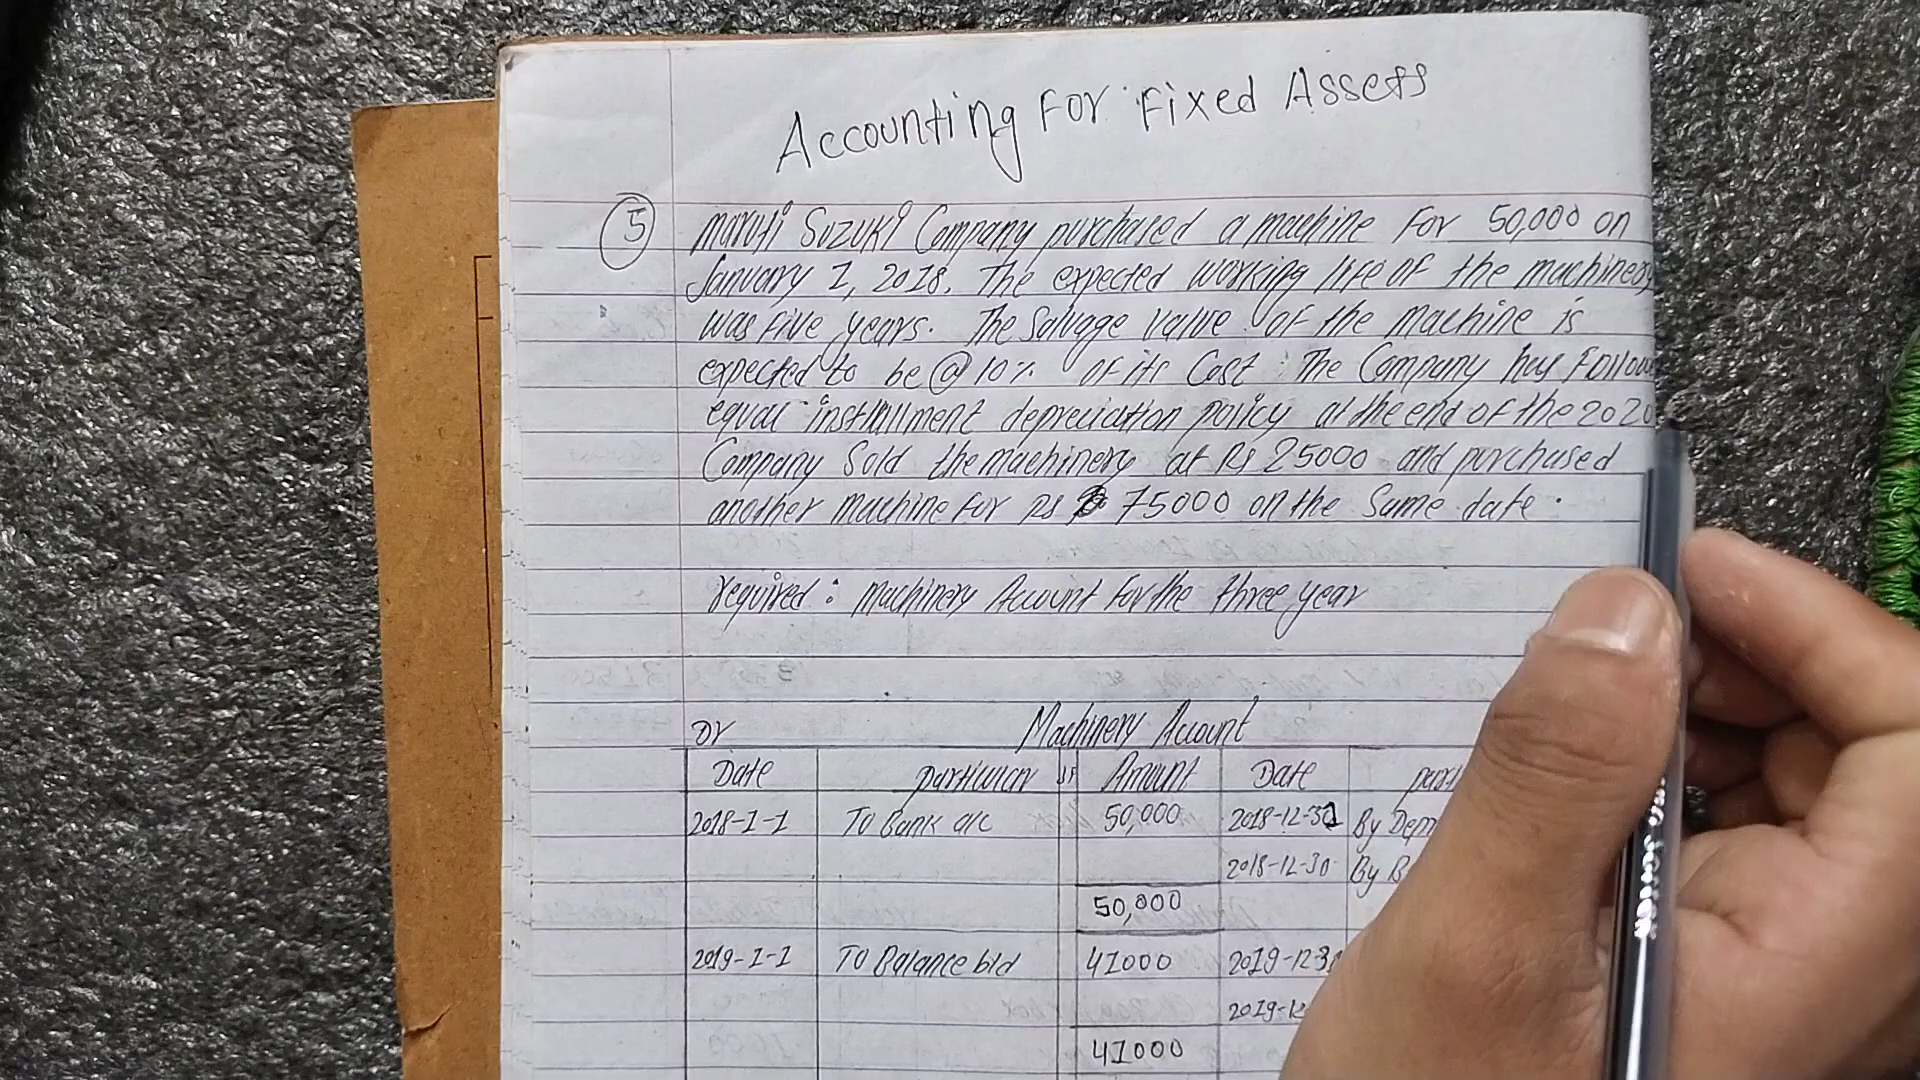 Accounting For Fixed Assets
5 Maruti Suzuki Company purchased a machine For 50,000 on
January 1, 2018. The expected working life of the machinery
was five years. The Salvage value of the Machine is
expected to be @ 10% of its Cost. The Company has Follow
equal installment depreciation policy at the end of the 2020
Company Sold the machinery at Rs 25000 and purchased
another machine for Rs 75000 on the same date.
required: Machinery Account for the three year
Dr Machinery Account
Date particular J.F Amount Date
2018-1-1 To Bank a/c 50,000 2018-12-30 By
2018-12-30 By
50,000
2019-1-1 To Balance b/d 41000
41000